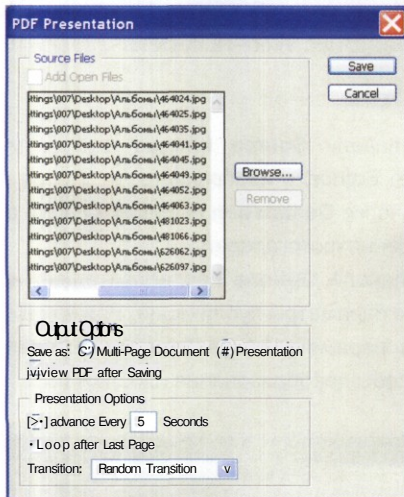 PDF Presentation
Source Files
Add Open Files
ttings\007\Desktop\Альбомы\464024.jpg
ttings\007\Desktop\Альбомы\464025.jpg
ttings\007\Desktop\Альбомы\464035.jpg
ttings\007\Desktop\Альбомы\464041.jpg
ttings\007\Desktop\Альбомы\464045.jpg
ttings\007\Desktop\Альбомы\464049.jpg
ttings\007\Desktop\Альбомы\464052.jpg
ttings\007\Desktop\Альбомы\464063.jpg
ttings\007\Desktop\Альбомы\481023.jpg
ttings\007\Desktop\Альбомы\481066.jpg
ttings\007\Desktop\Альбомы\626062.jpg
ttings\007\Desktop\Альбомы\626097.jpg
Save
Cancel
Browse...
Remove
Output Options
Save as: C') Multi-Page Document (#) Presentation
jvjview PDF after Saving
Presentation Options
[>•] advance Every 5 Seconds
• Loop after Last Page
Transition: Random Transition v